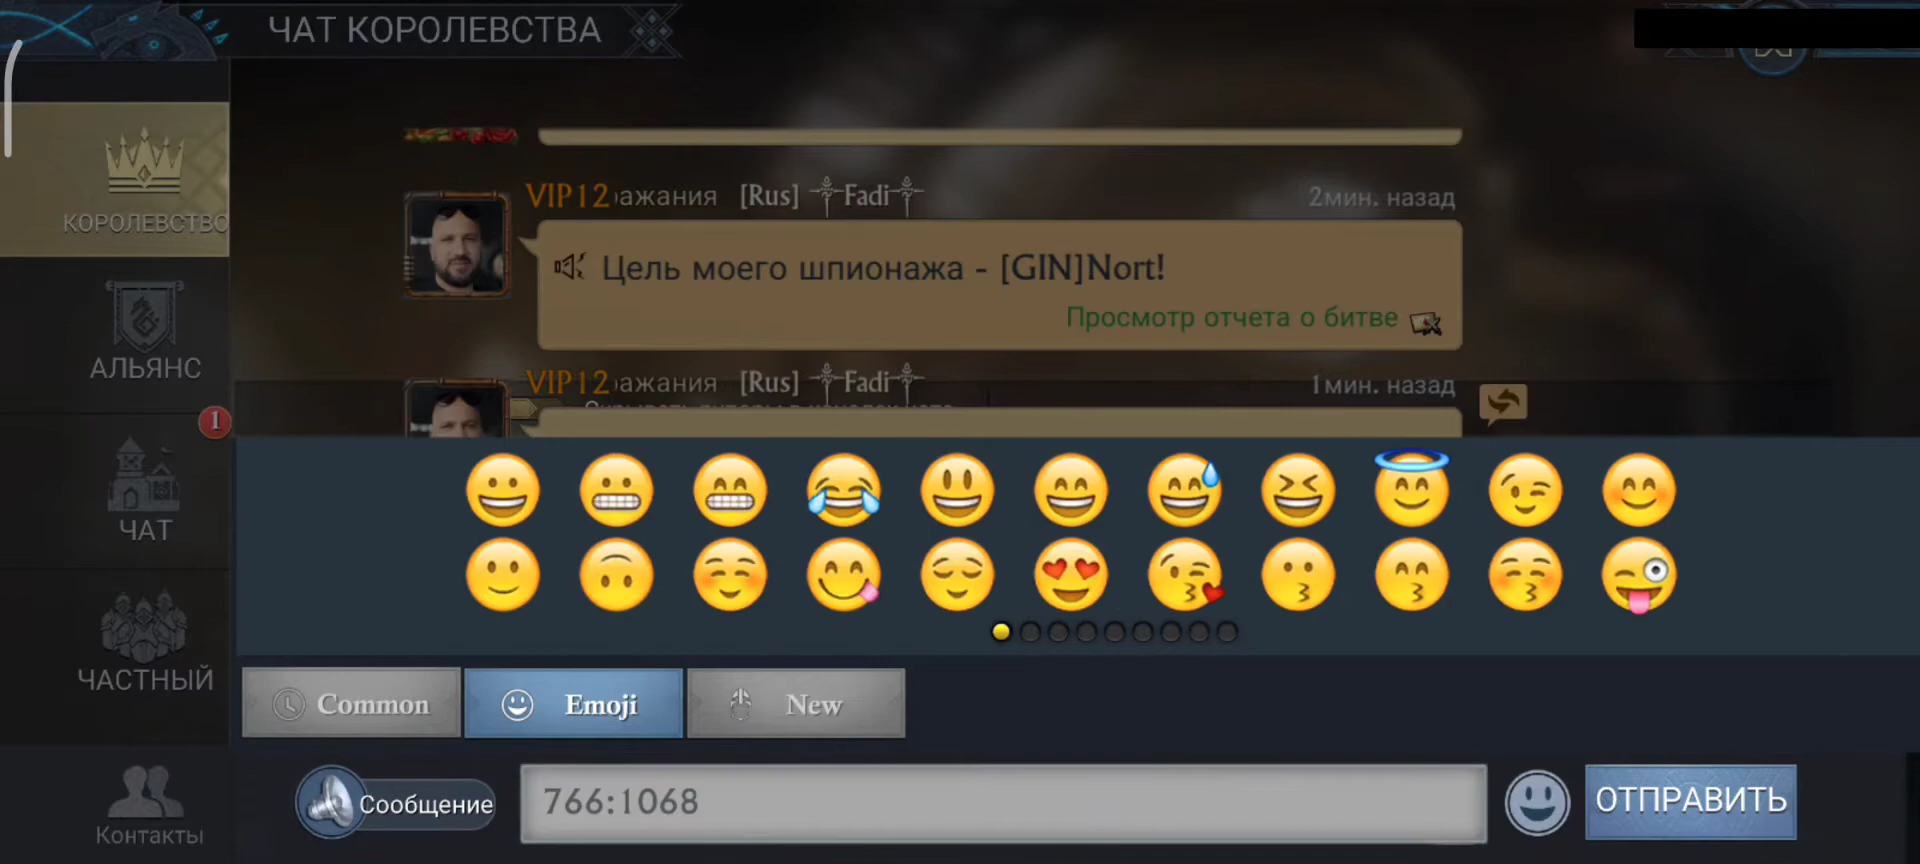 ЧАТ КОРОЛЕВСТВА
КОРОЛЕВСТВО
АЛЬЯНС
1
ЧАТ
ЧАСТНЫЙ
Контакты
VIP12 ажания [Rus] Fadi
2мин. назад
Цель моего шпионажа - [GIN]Nort!
Просмотр отчета о битве
VIP12 ажания [Rus] Fadi
1мин. назад
Common
Emoji
New
Сообщение
766:1068
ОТПРАВИТЬ